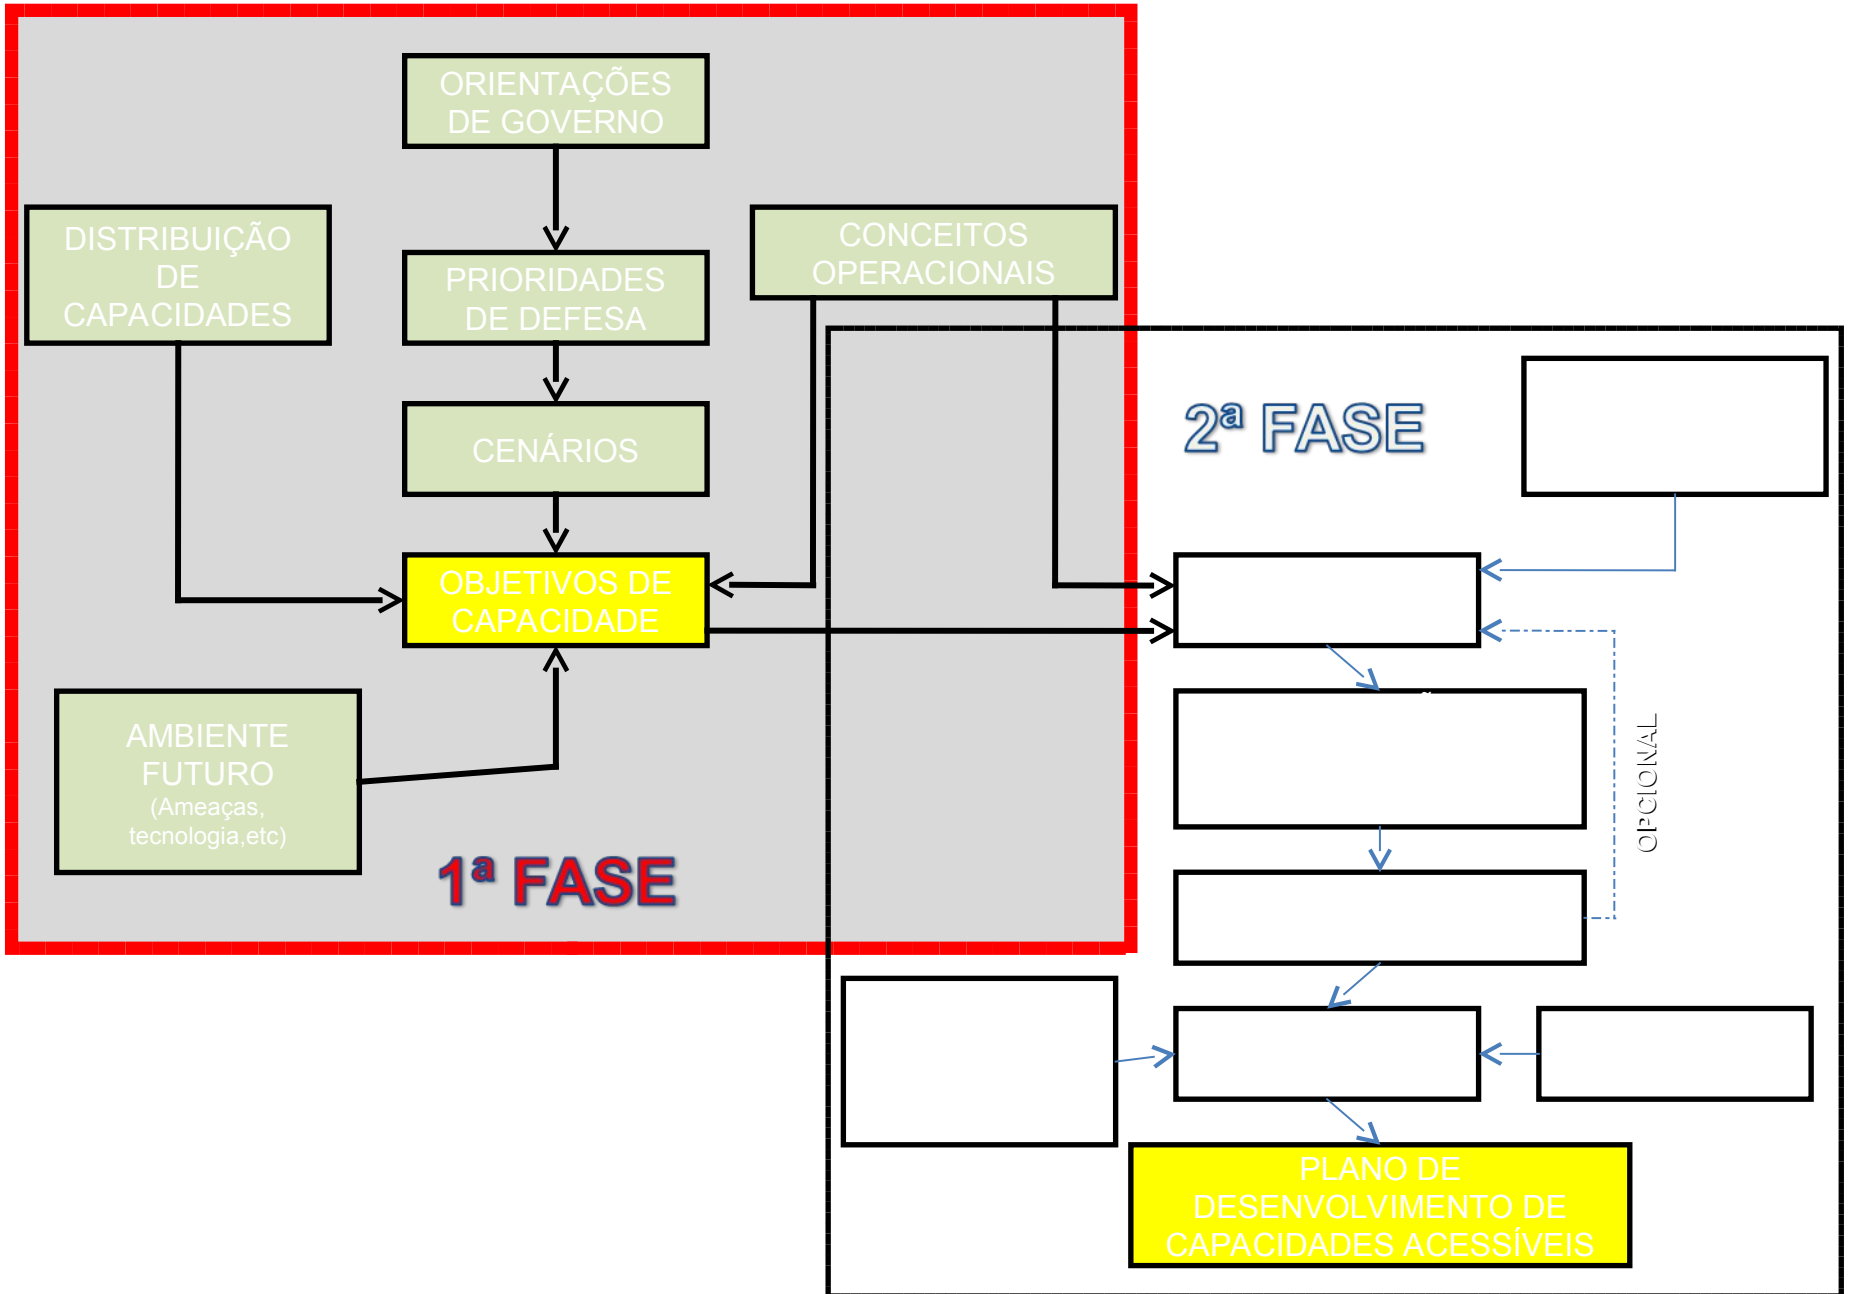 ORIENTAÇÕES
DE GOVERNO
DISTRIBUIÇÃO
DE
CAPACIDADES
PRIORIDADES
DE DEFESA
CONCEITOS
OPERACIONAIS
CENÁRIOS
2ª FASE
OBJETIVOS DE
CAPACIDADE
AMBIENTE
FUTURO
(Ameaças,
tecnologia,etc)
1ª FASE
OPCIONAL
PLANO DE
DESENVOLVIMENTO DE
CAPACIDADES ACESSÍVEIS